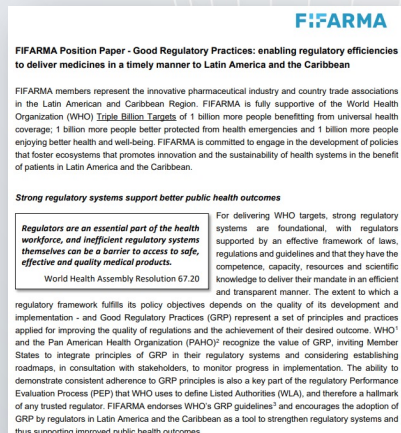 FIFARMA
FIFARMA Position Paper - Good Regulatory Practices: enabling regulatory efficiencies
to deliver medicines in a timely manner to Latin America and the Caribbean
FIFARMA members represent the innovative pharmaceutical industry and country trade associations
in the Latin American and Caribbean Region. FIFARMA is fully supportive of the World Health
Organization (WHO) Triple Billion Targets of 1 billion more people benefitting from universal health
coverage; 1 billion more people better protected from health emergencies and 1 billion more people
enjoying better health and well-being. FIFARMA is committed to engage in the development of policies
that foster ecosystems that promotes innovation and the sustainability of health systems in the benefit
of patients in Latin America and the Caribbean.
Strong regulatory systems support better public health outcomes
Regulators are an essential part of the health
workforce, and inefficient regulatory systems
themselves can be a barrier to access to safe,
effective and quality medical products.
World Health Assembly Resolution 67.20
For delivering WHO targets, strong regulatory
systems are foundational, with regulators
supported by an effective framework of laws,
regulations and guidelines and that they have the
competence, capacity, resources and scientific
knowledge to deliver their mandate in an efficient
and transparent manner. The extent to which a
regulatory framework fulfills its policy objectives depends on the quality of its development and
implementation - and Good Regulatory Practices (GRP) represent a set of principles and practices
applied for improving the quality of regulations and the achievement of their desired outcome. WHO¹
and the Pan American Health Organization (PAHO)² recognize the value of GRP, inviting Member
States to integrate principles of GRP in their regulatory systems and considering establishing
roadmaps, in consultation with stakeholders, to monitor progress in implementation. The ability to
demonstrate consistent adherence to GRP principles is also a key part of the regulatory Performance
Evaluation Process (PEP) that WHO uses to define Listed Authorities (WLA), and therefore a hallmark
of any trusted regulator. FIFARMA endorses WHO's GRP guidelines³ and encourages the adoption of
GRP by regulators in Latin America and the Caribbean as a tool to strengthen regulatory systems and
thus supporting improved public health outcomes.